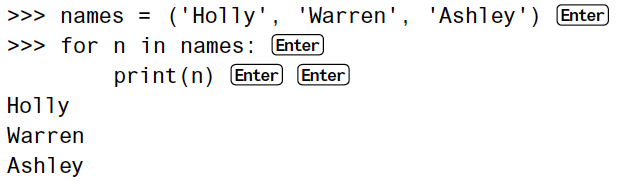 >>> names = ('Holly', 'Warren', 'Ashley') Enter
>>> for n in names: Enter
        print(n) Enter Enter
Holly
Warren
Ashley